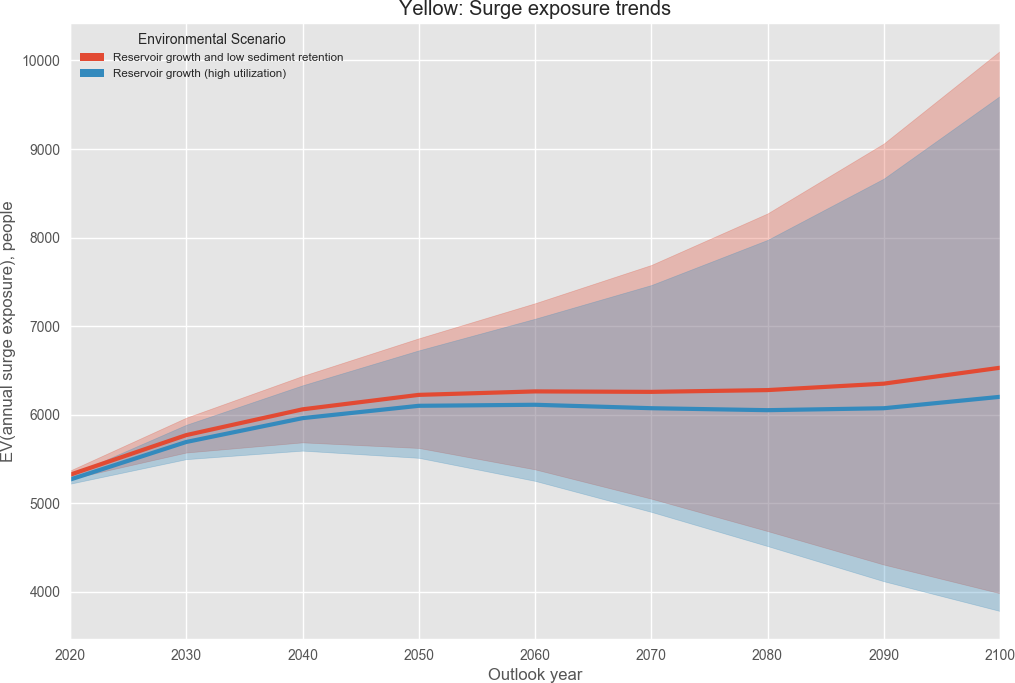 Yellow: Surge exposure trends
Environmental Scenario
Reservoir growth and low sediment retention
Reservoir growth (high utilization)
EV(annual surge exposure), people
10000
9000
8000
7000
6000
5000
4000
2020 2030 2040 2050 2060 2070 2080 2090 2100
Outlook year